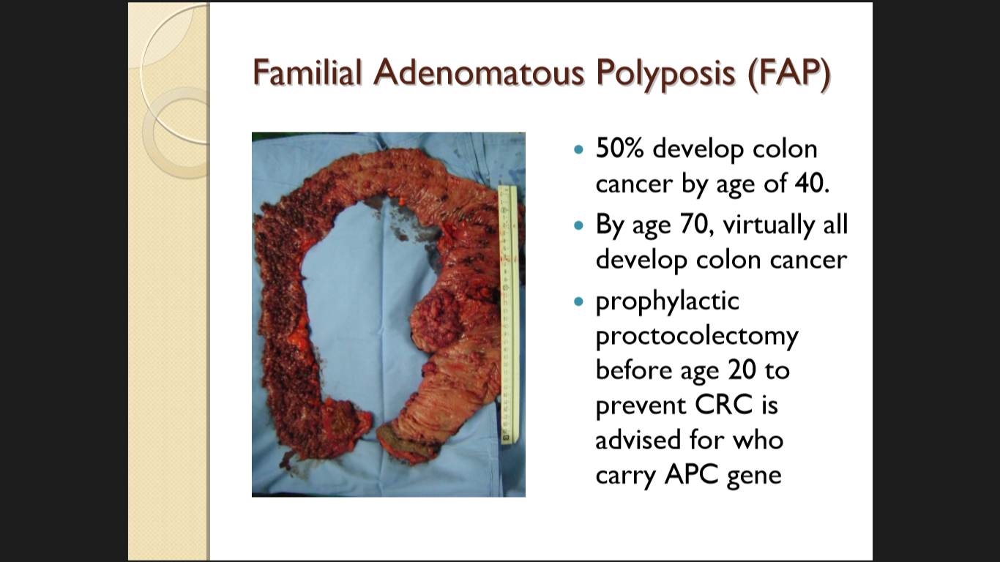 Familial Adenomatous Polyposis (FAP)
50% develop colon
cancer by age of 40.
By age 70, virtually all
develop colon cancer
prophylactic
proctocolectomy
before age 20 to
prevent CRC is
advised for who
carry APC gene